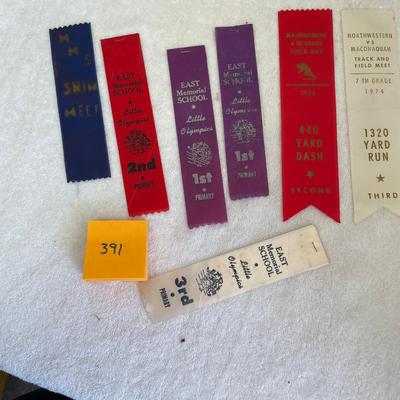 SWIM
MEET
EAST
Memorial
SCHOOL
Little
Olympics
2nd
PRIMARY
EAST
Memorial
SCHOOL
Little
Olympics
1st
PRIMARY
EAST
Memorial
SCHOOL
Little
Olympics
1st
PRIMARY
440
YARD
DASH
SECOND
NORTHWESTERN
VS
MACONAQUAH
TRACK AND
FIELD MEET
7TH GRADE
1974
1320
YARD
RUN
THIRD
391
EAST
Memorial
SCHOOL
Little
Olympics
3rd
PRIMARY